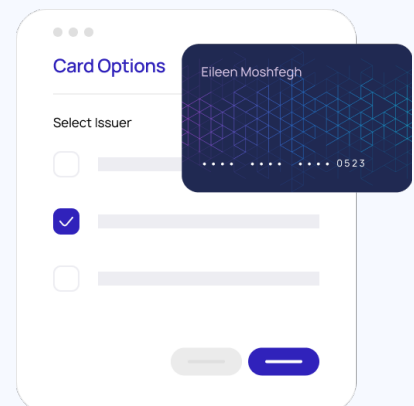 Card Options
Eileen Moshfegh
Select Issuer
•••• •••• •••• 0523